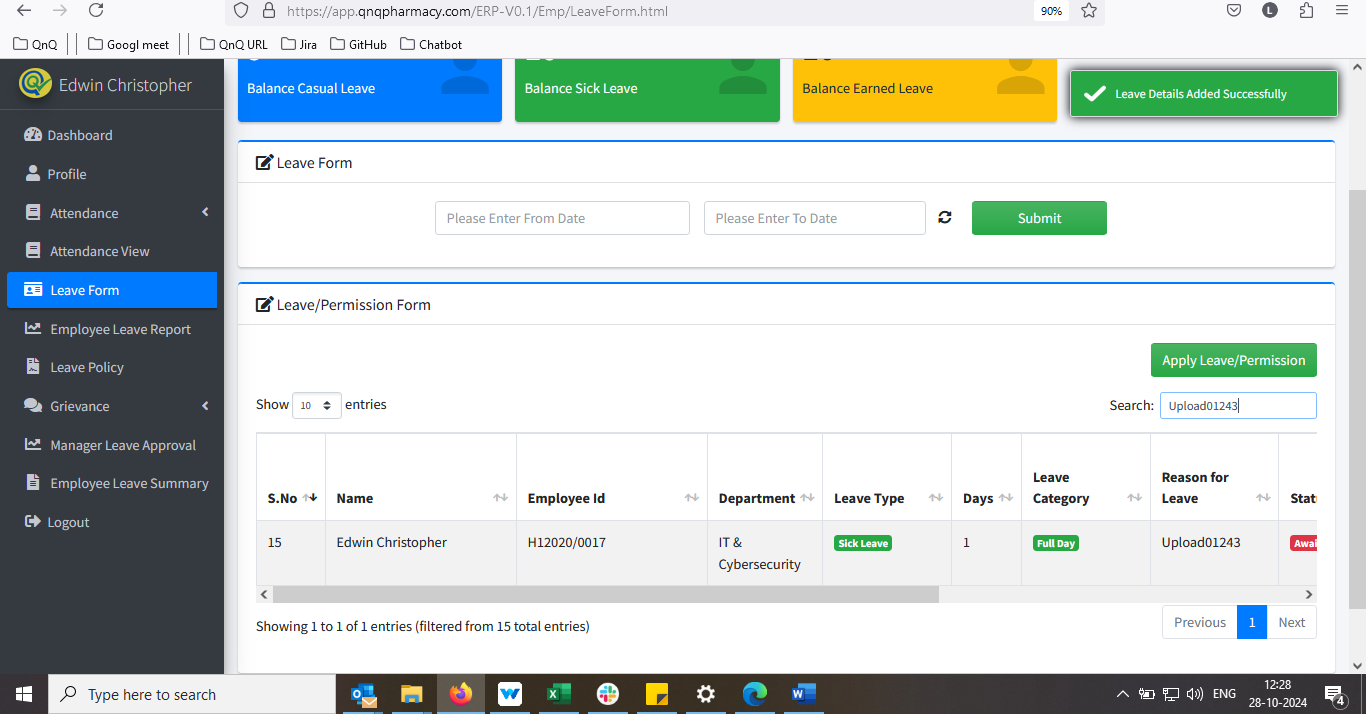 https://app.qnqpharmacy.com/ERP-V0.1/Emp/LeaveForm.html
90%
L
QnQ
Googl meet
QnQ URL
Jira
GitHub
Chatbot
Edwin Christopher
Dashboard
Profile
Attendance
Attendance View
Leave Form
Employee Leave Report
Leave Policy
Grievance
Manager Leave Approval
Employee Leave Summary
Logout
Balance Casual Leave
Balance Sick Leave
Balance Earned Leave
Leave Details Added Successfully
Leave Form
Please Enter From Date
Please Enter To Date
Submit
Leave/Permission Form
Apply Leave/Permission
Show 10 entries
Search: Upload01243
S.No
Name
Employee Id
Department
Leave Type
Days
Leave
Category
Reason for
Leave
Statu
15
Edwin Christopher
H12020/0017
IT &
Cybersecurity
Sick Leave
1
Full Day
Upload01243
Awai
Showing 1 to 1 of 1 entries (filtered from 15 total entries)
Previous
1
Next
Type here to search
ENG
12:28
28-10-2024
4